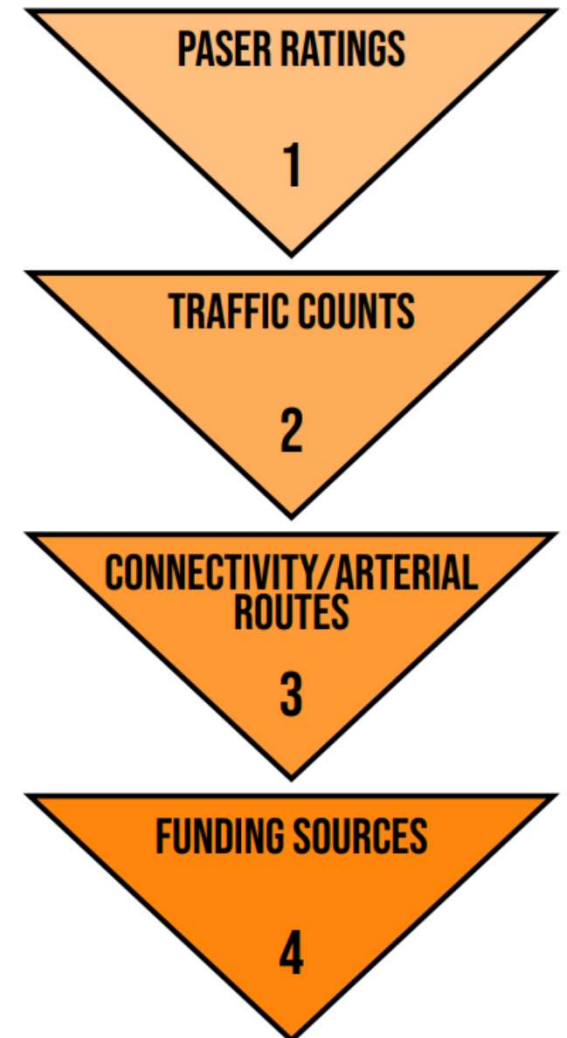 PASER RATINGS
1
TRAFFIC COUNTS
2
CONNECTIVITY/ARTERIAL
ROUTES
3
FUNDING SOURCES
4